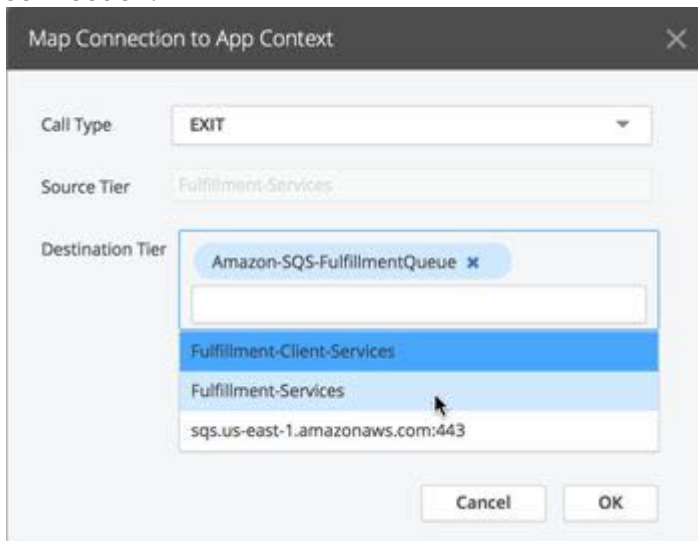 Map Connection to App Context
Call Type EXIT
Source Tier Fulfillment-Services
Destination Tier Amazon-SQS-FulfillmentQueue ×
Fulfillment-Client-Services
Fulfillment-Services
sqs.us-east-1.amazonaws.com:443
Cancel OK